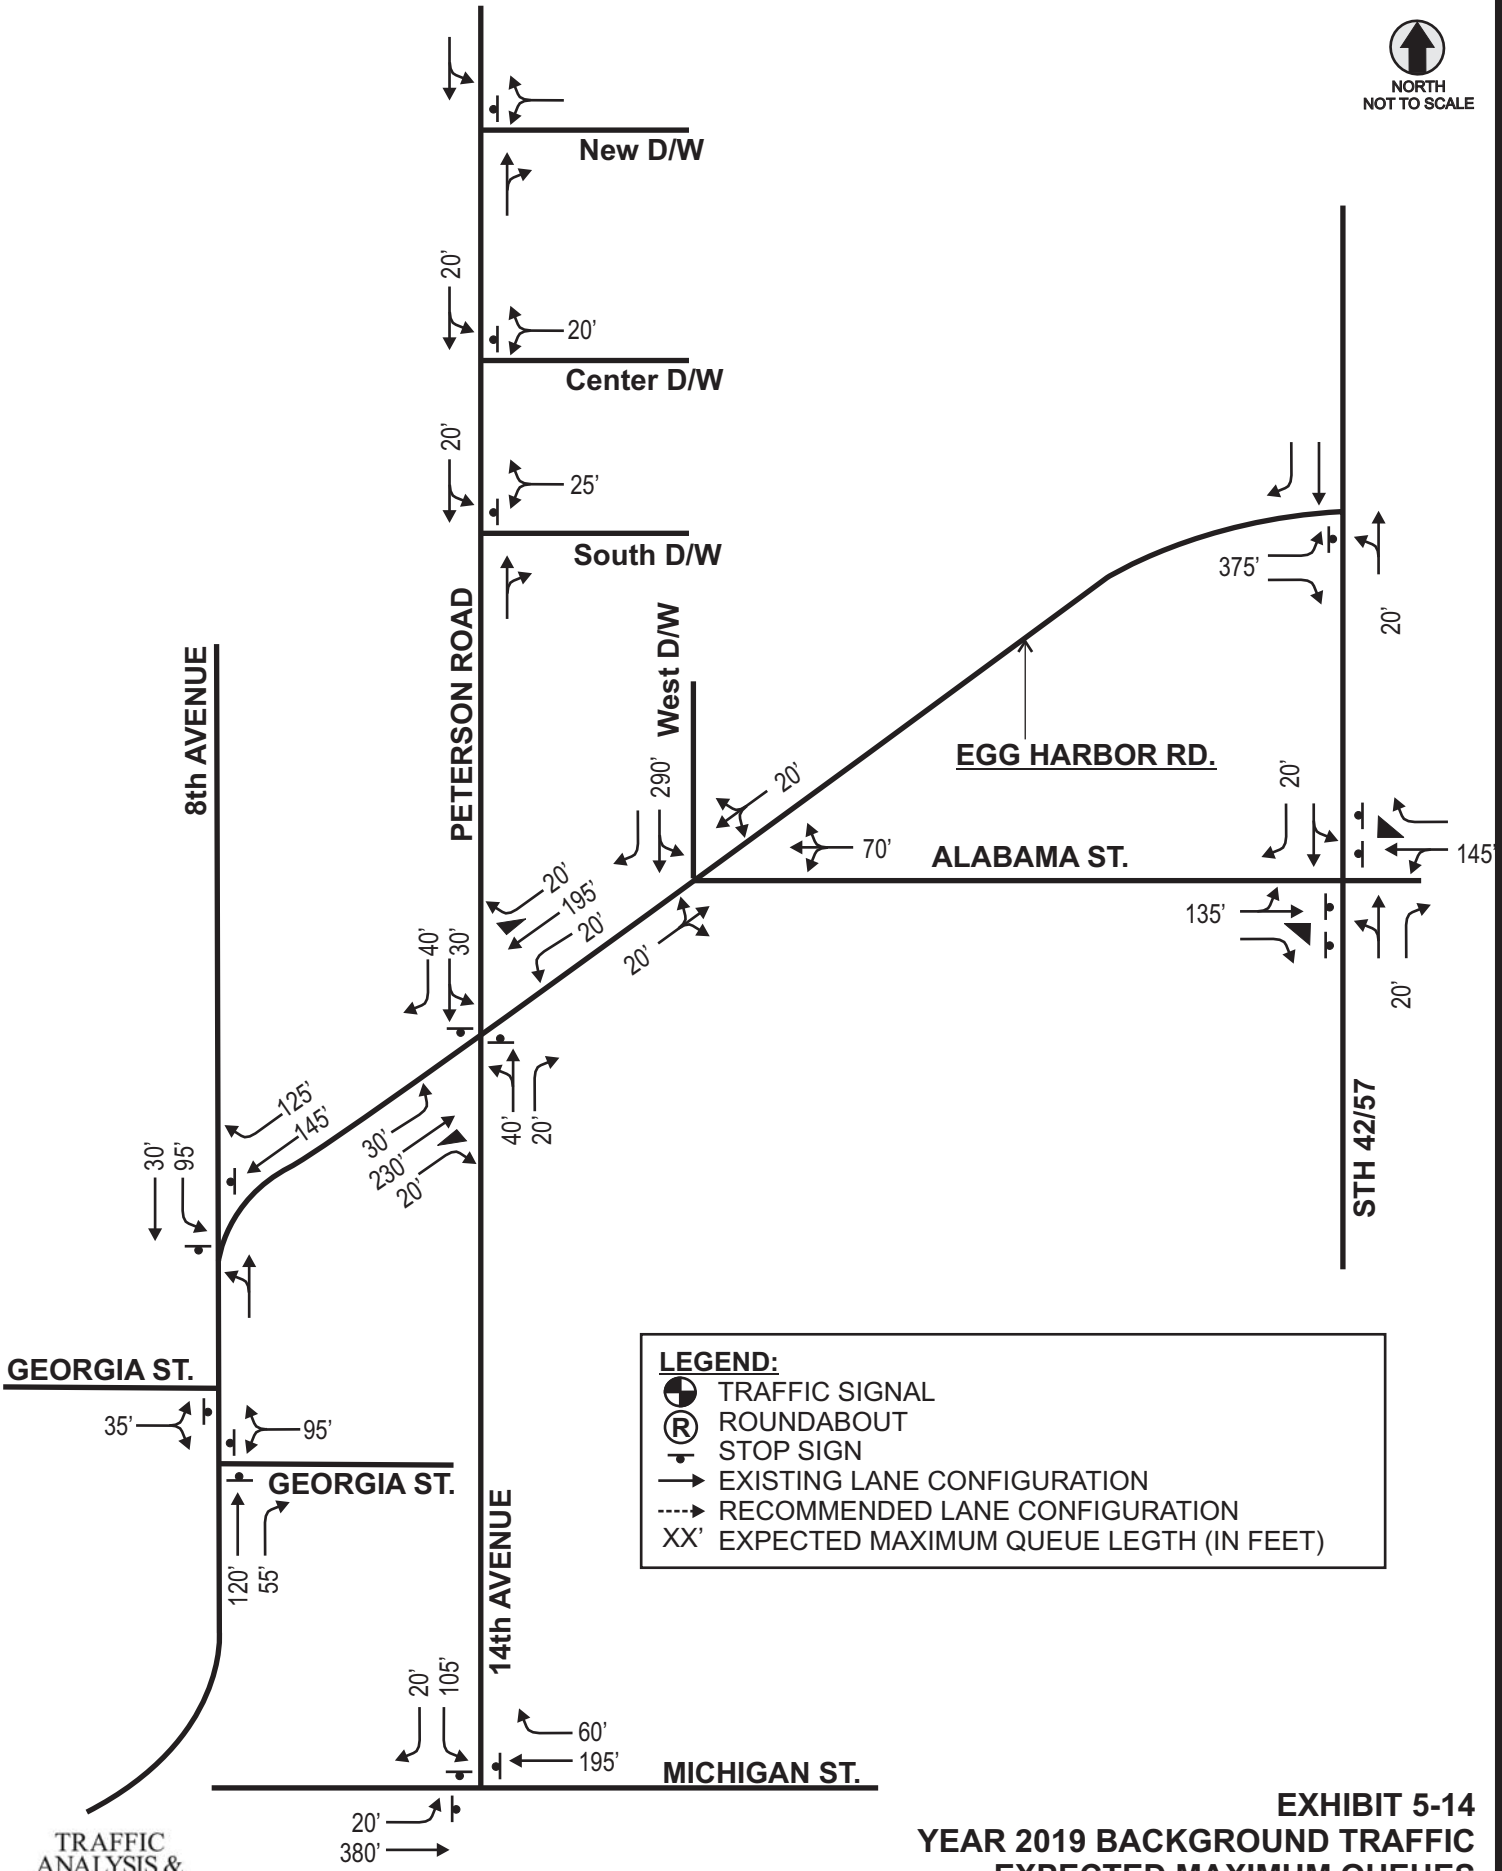 NORTH
NOT TO SCALE
New D/W
20'
20'
Center D/W
20'
25'
South D/W
375'
20'
PETERSON ROAD
8th AVENUE
West D/W
EGG HARBOR RD.
290'
20'
70'
ALABAMA ST.
20'
145'
135'
20'
20'
195'
20'
20'
40'
30'
40'
20'
30'
230'
20'
125'
145'
30'
95'
STH 42/57
GEORGIA ST.
35'
95'
GEORGIA ST.
120'
55'
14th AVENUE
LEGEND:
TRAFFIC SIGNAL
R ROUNDABOUT
STOP SIGN
EXISTING LANE CONFIGURATION
RECOMMENDED LANE CONFIGURATION
XX' EXPECTED MAXIMUM QUEUE LEGTH (IN FEET)
20'
105'
60'
195'
MICHIGAN ST.
20'
380'
TRAFFIC
ANALYSIS &
EXHIBIT 5-14
YEAR 2019 BACKGROUND TRAFFIC
EXPECTED MAXIMUM QUEUES